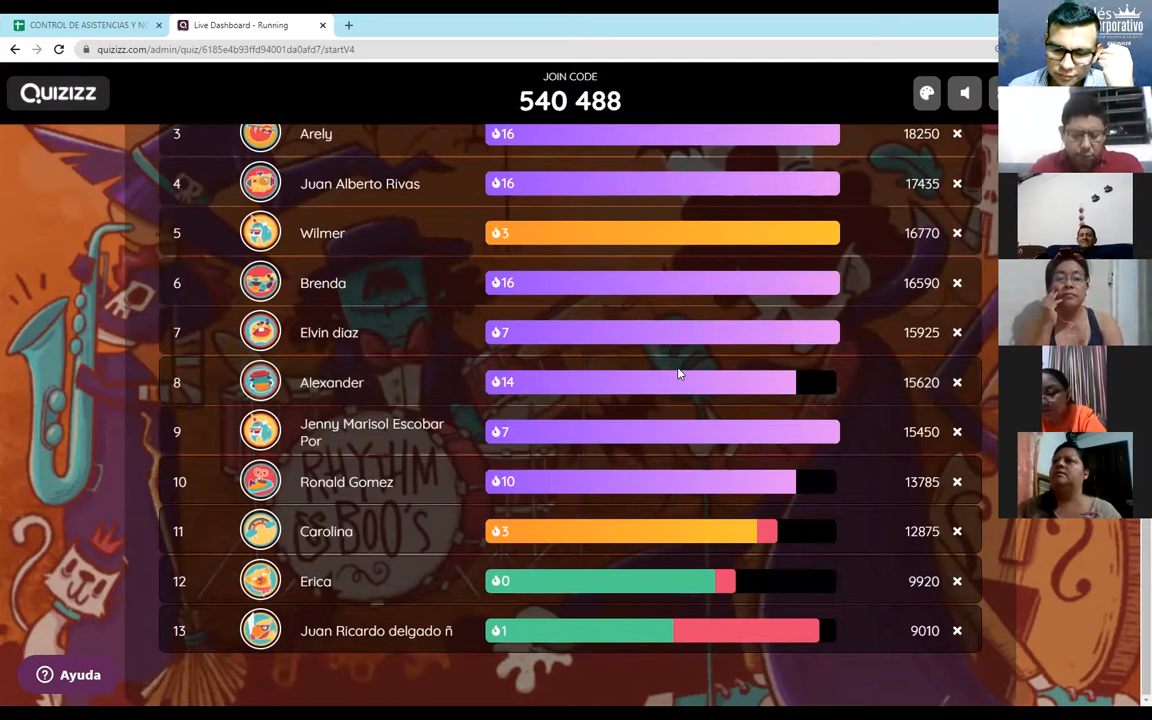 CONTROL DE ASISTENCIAS Y NO
Live Dashboard - Running
quizizz.com/admin/quiz/6185e4b93ffd94001da0afd7/startV4
Quizizz
JOIN CODE
540 488
3 Arely 16 18250
4 Juan Alberto Rivas 16 17435
5 Wilmer 3 16770
6 Brenda 16 16590
7 Elvin diaz 7 15925
8 Alexander 14 15620
9 Jenny Marisol Escobar 7 15450
Por
10 Ronald Gomez 10 13785
11 Carolina 3 12875
12 Erica 0 9920
13 Juan Ricardo delgado ñ 1 9010
Ayuda
RHYTHM
BOO'S